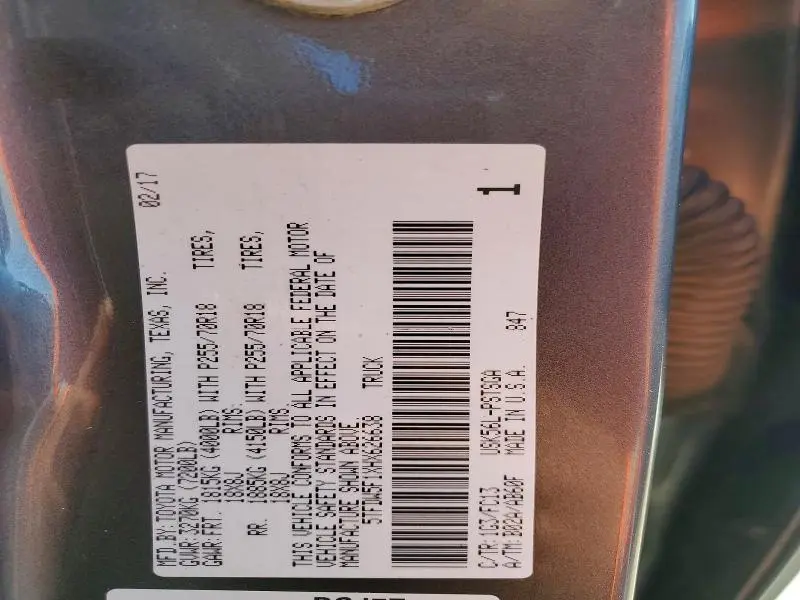 MFD.BY:TOYOTA MOTOR MANUFACTURING, TEXAS, INC. 02/17
GVWR:3270KG (7200LB)
GAWR:FRT. 1815KG (4000LB) WITH P255/70R18 TIRES,
18X8J RIMS.
RR. 1885KG (4150LB) WITH P255/70R18 TIRES,
18X8J RIMS.
THIS VEHICLE CONFORMS TO ALL APPLICABLE FEDERAL MOTOR
VEHICLE SAFETY STANDARDS IN EFFECT ON THE DATE OF
MANUFACTURE SHOWN ABOVE.
5TFDW5F1XHX626638 TRUCK
C/TR:1G3/FC13 USK56L-PSTSGA
A/TM:B02A/AB60F MADE IN U.S.A. 847
1